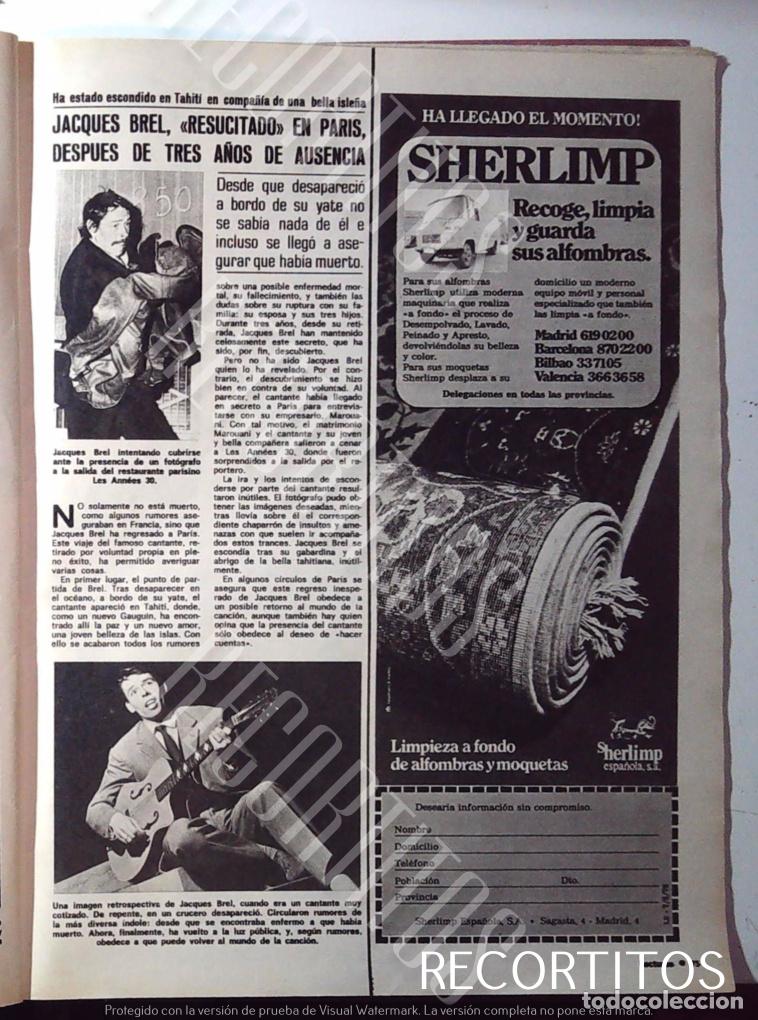 Ha estado escondido en Tahití en compañía de una bella isleña
JACQUES BREL, «RESUCITADO» EN PARIS,
DESPUES DE TRES AÑOS DE AUSENCIA
Desde que desapareció
a bordo de su yate no
se sabía nada de él e
incluso se llegó a ase-
gurar que había muerto.
Jacques Brel intentando cubrirse
ante la presencia de un fotógrafo
a la salida del restaurante parisino
Les Années 30.
NO solamente no está muerto,
como algunos rumores ase-
guraban en Francia, sino que
Jacques Brel ha regresado a París.
Este viaje del famoso cantante, re-
tirado por voluntad propia en ple-
no éxito, ha permitido averiguar
varias cosas.
En primer lugar, el punto de par-
tida de Brel. Tras desaparecer en
el océano, a bordo de su yate, el
cantante apareció en Tahití, donde,
como un nuevo Gauguin, ha encon-
trado allí la paz y un nuevo amor,
una joven belleza de las islas. Con
ello se acabaron todos los rumores
sobre una posible enfermedad mor-
tal, su fallecimiento, y también las
dudas sobre su ruptura con su fa-
milia: su esposa y sus tres hijos.
Durante tres años, desde su reti-
rada, Jacques Brel han mantenido
celosamente este secreto, que ha
sido, por fin, descubierto.
Pero no ha sido Jacques Brel
quien lo ha revelado. Por el con-
trario, el descubrimiento se hizo
bien en contra de su voluntad. Al
parecer, el cantante había llegado
en secreto a París para entrevis-
tarse con su empresario, Maroua-
ni. Con tal motivo, el matrimonio
Marouani y el cantante y su joven
y bella compañera salieron a cenar
a Les Années 30, donde fueron
sorprendidos a la salida por el re-
portero.
La ira y los intentos de escon-
derse por parte del cantante resul-
taron inútiles. El fotógrafo pudo ob-
tener las imágenes deseadas, mien-
tras llovía sobre él el correspon-
diente chaparrón de insultos y ame-
nazas con que suelen ir acompaña-
dos estos trances. Jacques Brel se
escondía tras su gabardina y el
abrigo de la bella tahitiana, inútil-
mente.
En algunos círculos de París se
asegura que este regreso inespe-
rado de Jacques Brel obedece a
un posible retorno al mundo de la
canción, aunque también hay quien
opina que la presencia del cantante
sólo obedece al deseo de «hacer
cuentas».
Una imagen retrospectiva de Jacques Brel, cuando era un cantante muy
cotizado. De repente, en un crucero desapareció. Circularon rumores de
la más diversa índole: desde que se encontraba enfermo a que había
muerto. Ahora, finalmente, ha vuelto a la luz pública, y, según rumores,
obedece a que puede volver al mundo de la canción.
HA LLEGADO EL MOMENTO!
SHERLIMP
Recoge, limpia
y guarda
sus alfombras.
Para sus alfombras
Sherlimp utiliza moderna
maquinaria que realiza
«a fondo» el proceso de
Desempolvado, Lavado,
Peinado y Apresto,
devolviéndolas su belleza
y color.
Para sus moquetas
Sherlimp desplaza a su
domicilio un moderno
equipo móvil y personal
especializado que también
las limpia «a fondo».
Madrid 619 02 00
Barcelona 870 22 00
Bilbao 33 71 05
Valencia 366 36 58
Delegaciones en todas las provincias.
Limpieza a fondo
de alfombras y moquetas
Sherlimp
española, s.a.
Desearía información sin compromiso.
Nombre
Domicilio
Teléfono
Población Dto.
Provincia
Sherlimp Española, S.A. • Sagasta, 4 - Madrid, 4
RECORTITOS
todocoleccion
Protegido con la versión de prueba de Visual Watermark. La versión completa no pone esta marca.